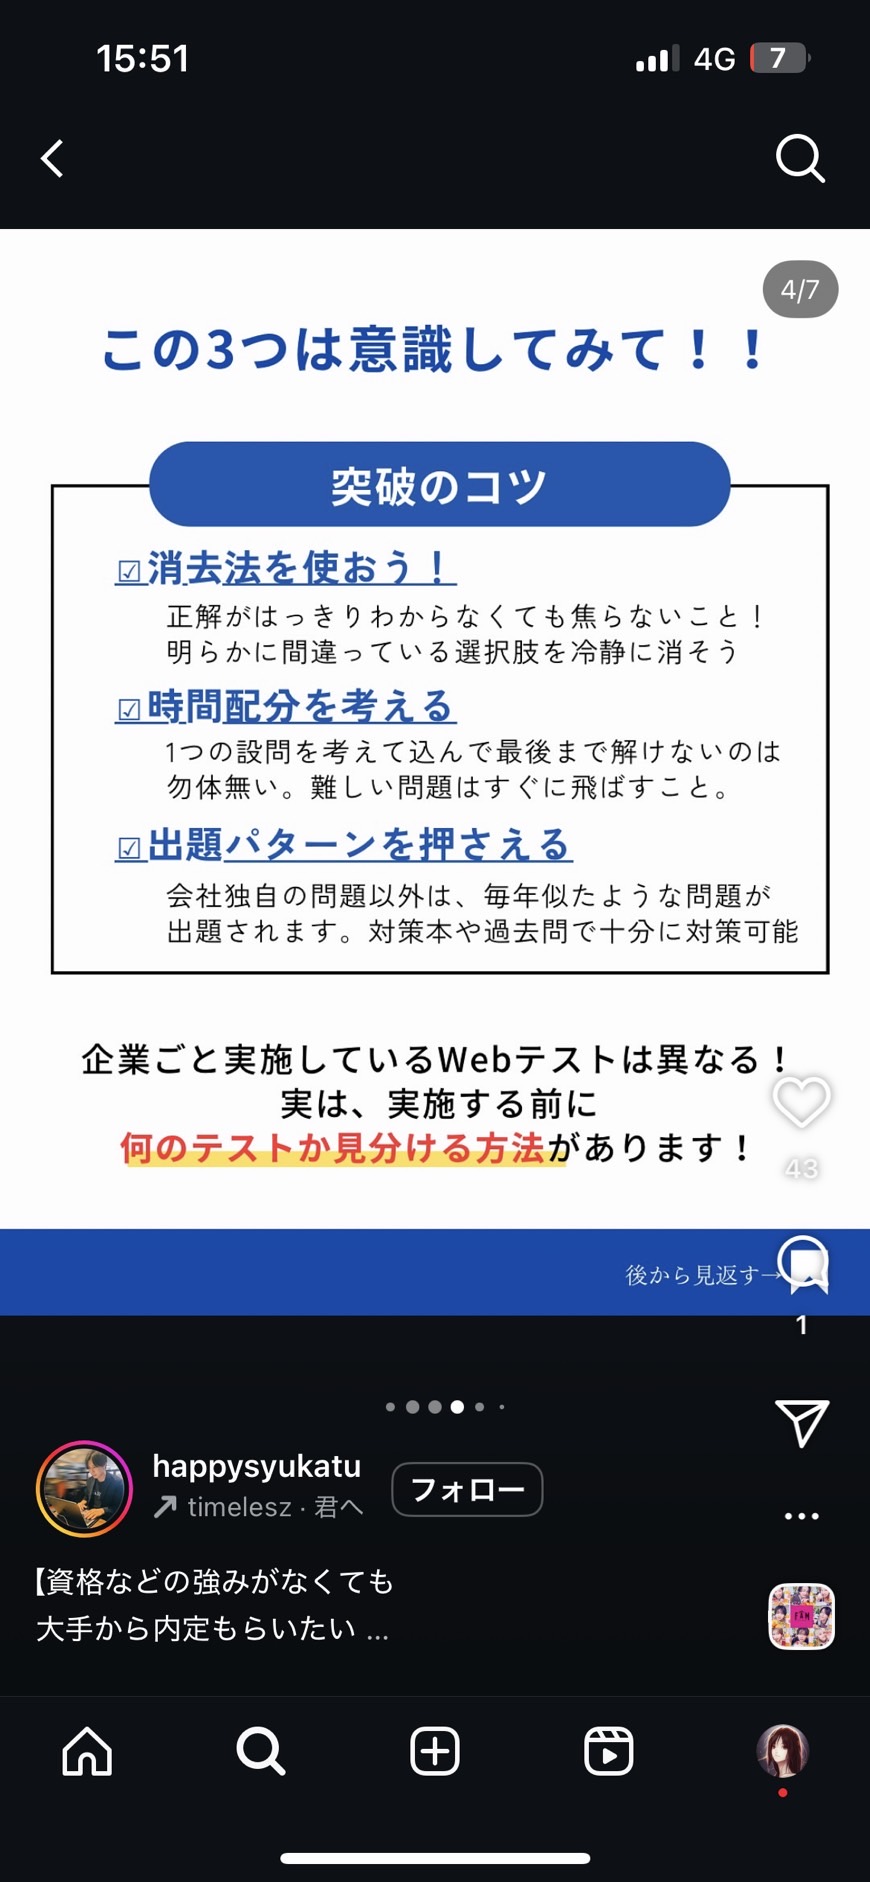 15:51
4G
7
4/7
この3つは意識してみて！！
突破のコツ
☑消去法を使おう！
正解がはっきりわからなくても焦らないこと！
明らかに間違っている選択肢を冷静に消そう
☑時間配分を考える
1つの設問を考えて込んで最後まで解けないのは
勿体無い。難しい問題はすぐに飛ばすこと。
☑出題パターンを押さえる
会社独自の問題以外は、毎年似たような問題が
出題されます。対策本や過去問で十分に対策可能
企業ごと実施しているWebテストは異なる！
実は、実施する前に
何のテストか見分ける方法があります！
43
後から見返す→
1
happysyukatu
timelesz · 君へ
フォロー
【資格などの強みがなくても
大手から内定もらいたい ...